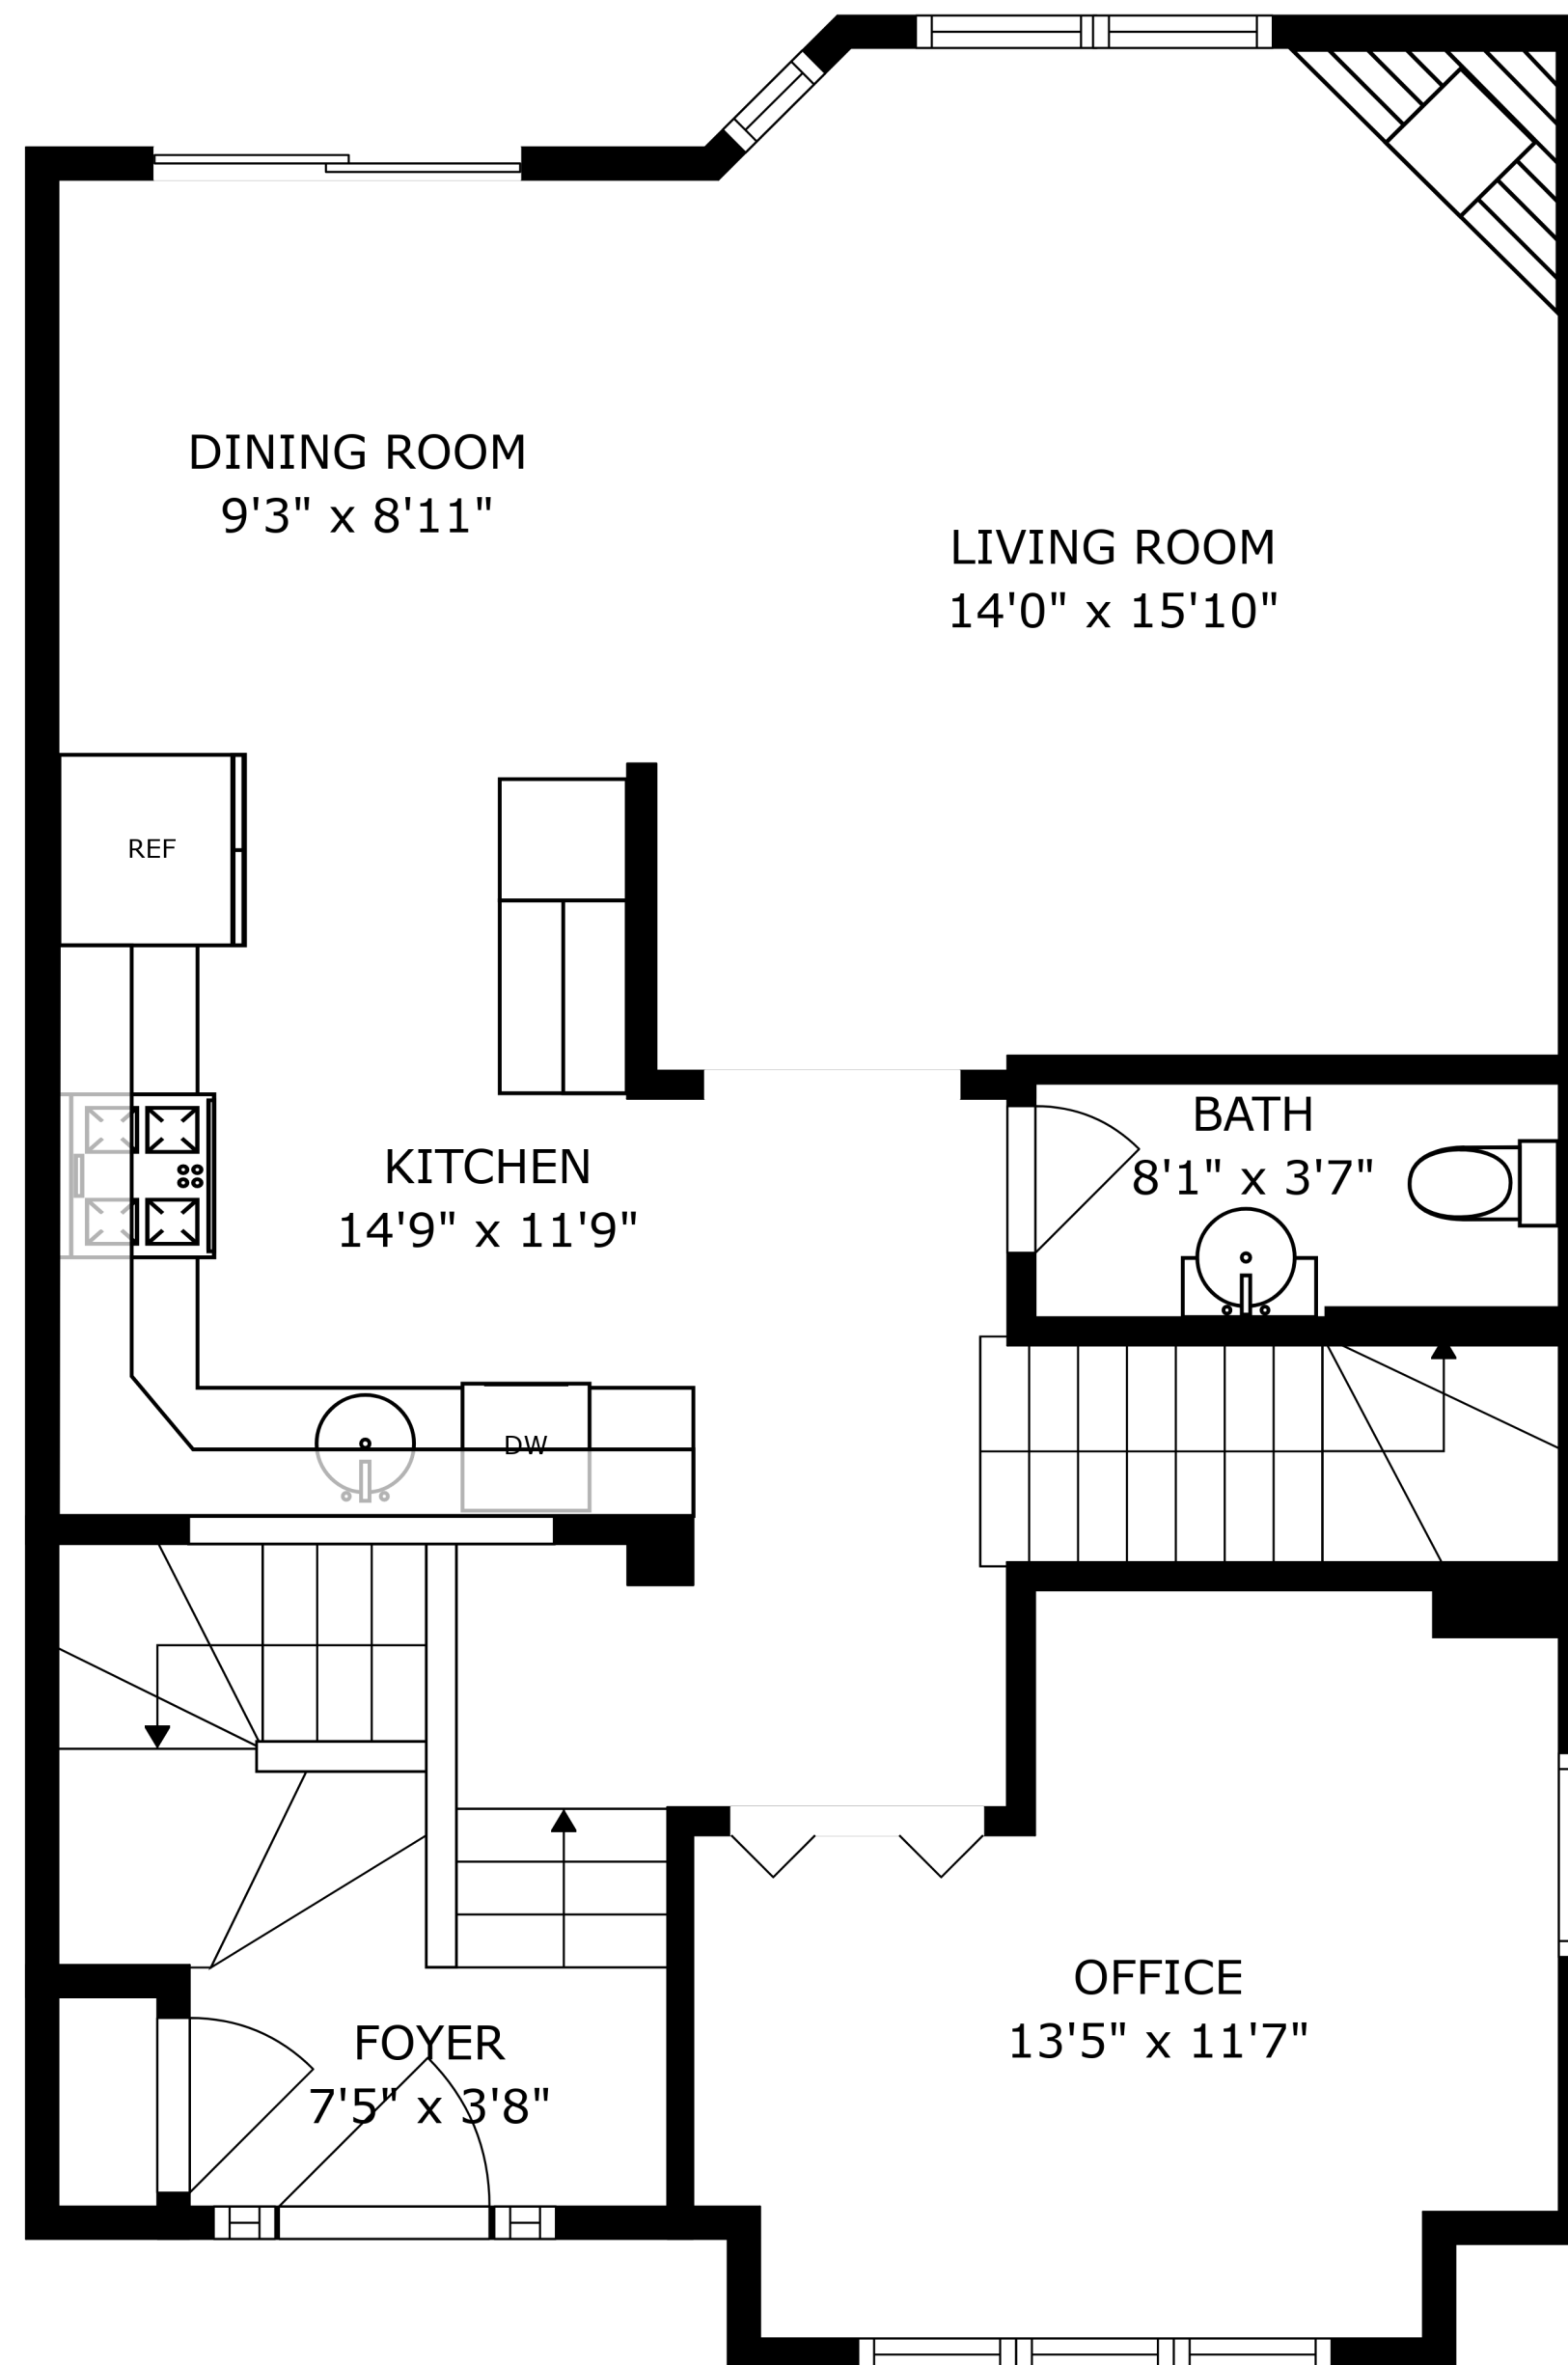 DINING ROOM
9'3" x 8'11"
LIVING ROOM
14'0" x 15'10"
REF
BATH
8'1" x 3'7"
KITCHEN
14'9" x 11'9"
DW
OFFICE
13'5" x 11'7"
FOYER
7'5" x 3'8"